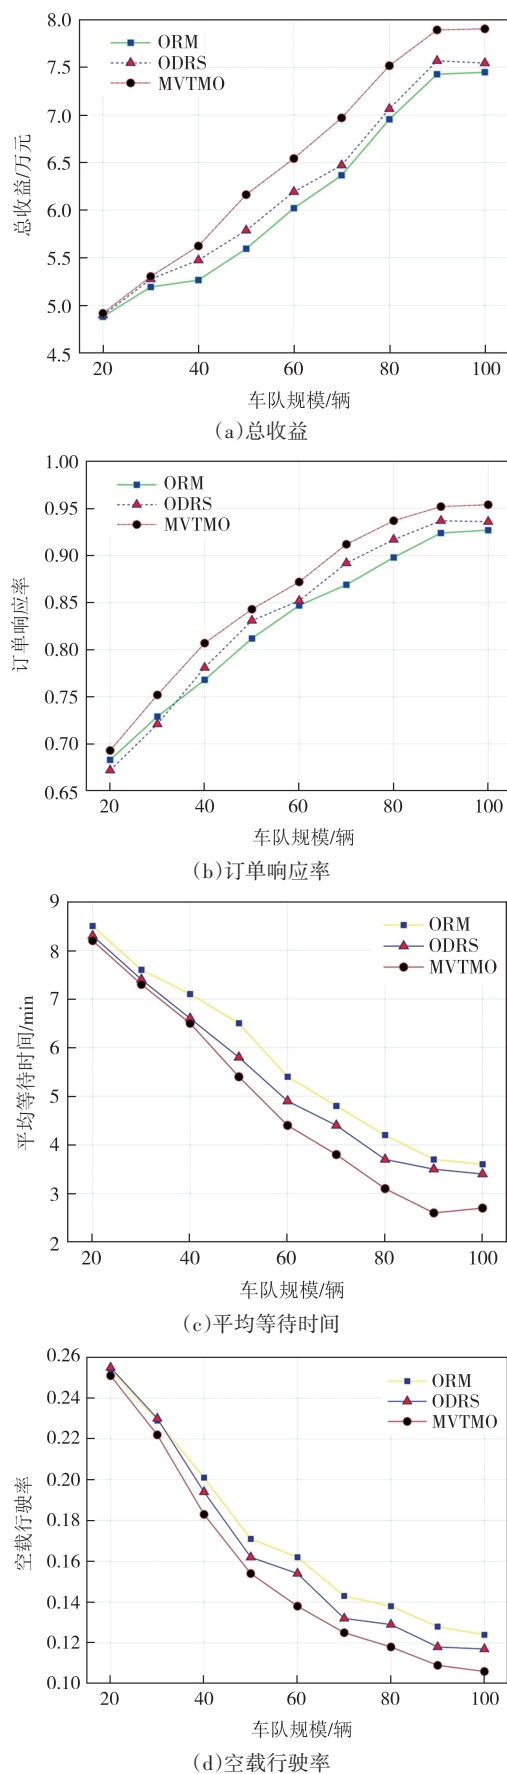 8.0
7.5
7.0
6.5
6.0
5.5
5.0
4.5
总收益/万元
ORM
ODRS
MVTMO
20 40 60 80 100
车队规模/辆
(a)总收益
1.00
0.95
0.90
0.85
0.80
0.75
0.70
0.65
订单响应率
ORM
ODRS
MVTMO
20 40 60 80 100
车队规模/辆
(b)订单响应率
9
8
7
6
5
4
3
2
平均等待时间/min
ORM
ODRS
MVTMO
20 40 60 80 100
车队规模/辆
(c)平均等待时间
0.26
0.24
0.22
0.20
0.18
0.16
0.14
0.12
0.10
空载行驶率
ORM
ODRS
MVTMO
20 40 60 80 100
车队规模/辆
(d)空载行驶率